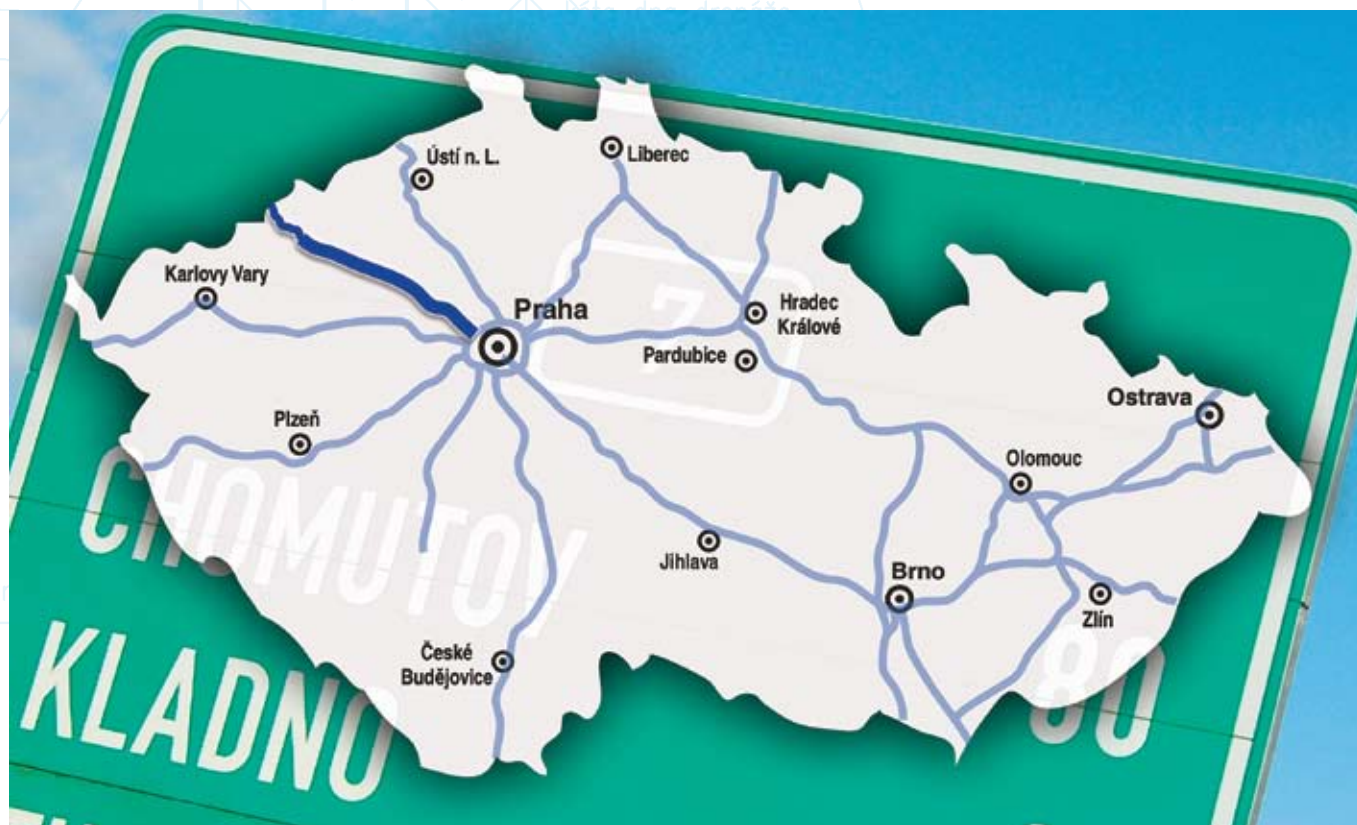 Ústí n. L.
Liberec
Karlovy Vary
Praha
7
Hradec
Králové
Pardubice
Ostrava
Plzeň
Olomouc
CHOMUTOV
Jihlava
Brno
Zlín
České
Budějovice
80
KLADNO